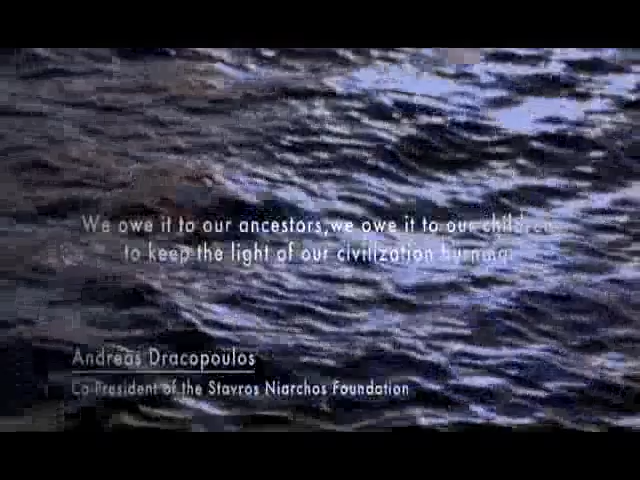 We owe it to our ancestors,we owe it to our children
to keep the light of our civilization burning.
Andreas Dracopoulos
Co-President of the Stavros Niarchos Foundation